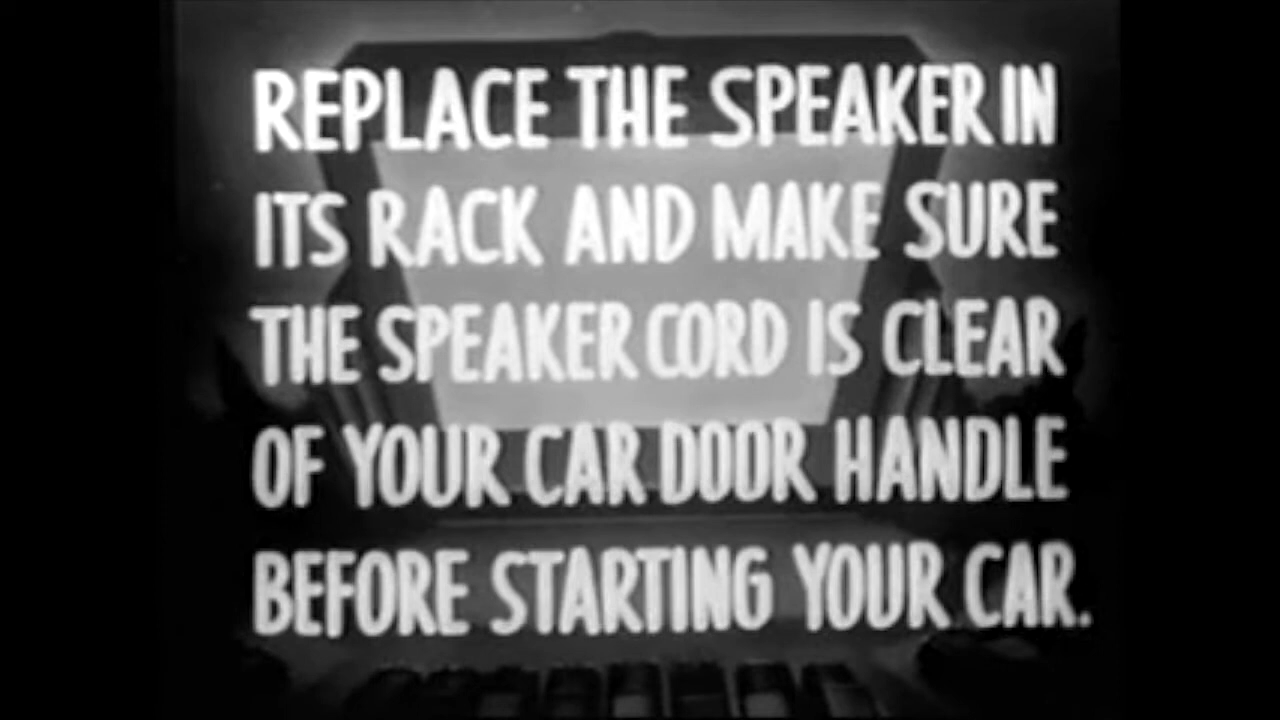 REPLACE THE SPEAKER IN
ITS RACK AND MAKE SURE
THE SPEAKER CORD IS CLEAR
OF YOUR CAR DOOR HANDLE
BEFORE STARTING YOUR CAR.